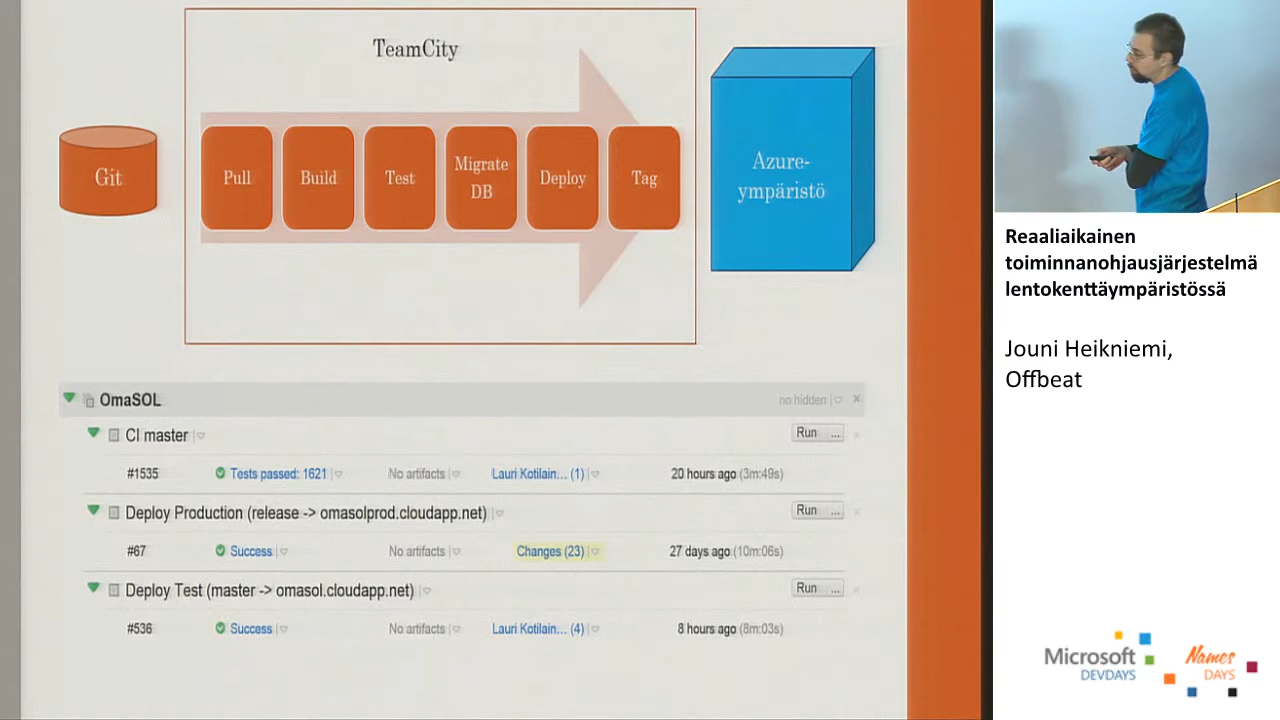 TeamCity
Git
Pull
Build
Test
Migrate
DB
Deploy
Tag
Azure-
ympäristö
OmaSOL
no hidden
CI master
Run ...
#1535 Tests passed: 1621 No artifacts Lauri Kotilain... (1) 20 hours ago (3m:49s)
Deploy Production (release -> omasolprod.cloudapp.net)
Run ...
#67 Success No artifacts Changes (23) 27 days ago (10m:06s)
Deploy Test (master -> omasol.cloudapp.net)
Run ...
#536 Success No artifacts Lauri Kotilain... (4) 8 hours ago (8m:03s)
Reaaliaikainen
toiminnanohjausjärjestelmä
lentokenttäympäristössä
Jouni Heikniemi,
Offbeat
Microsoft
DEVDAYS
Names
DAYS